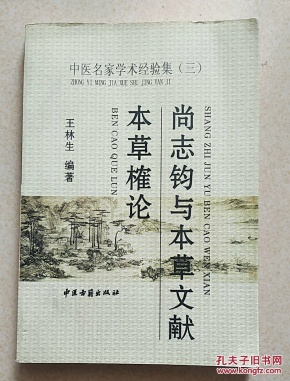 中医名家学术经验集（三）
ZHONG YI MING JIA XUE SHU JING YAN JI
尚志钧与本草文献
SHANG ZHI JUN YU BEN CAO WEN XIAN
本草榷论
BEN CAO QUE LUN
王林生 编著
中医古籍出版社
孔夫子旧书网